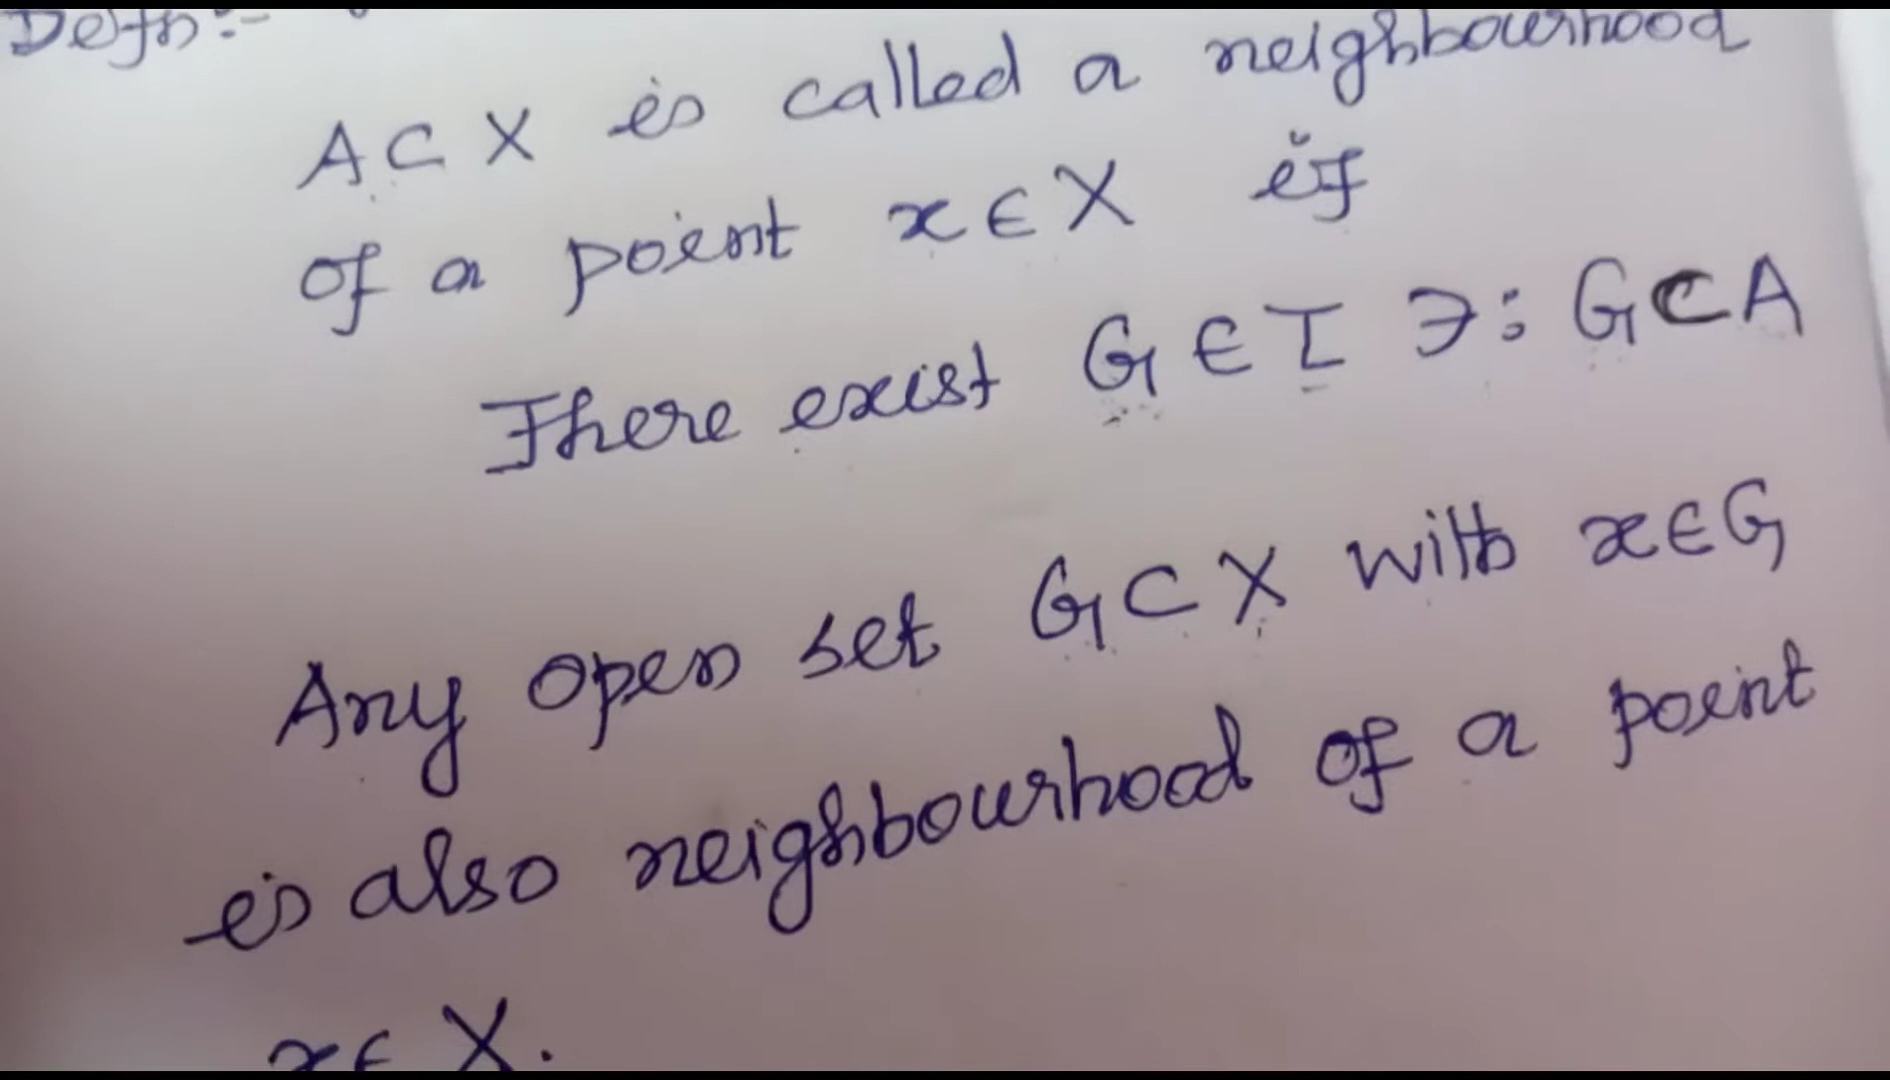 Defn:-
A ⊂ X is called a neighbourhood
of a point x ∈ X if
There exist G ∈ T ∋: G ⊂ A
Any open set G ⊂ X with x ∈ G
is also neighbourhood of a point
x ∈ X.